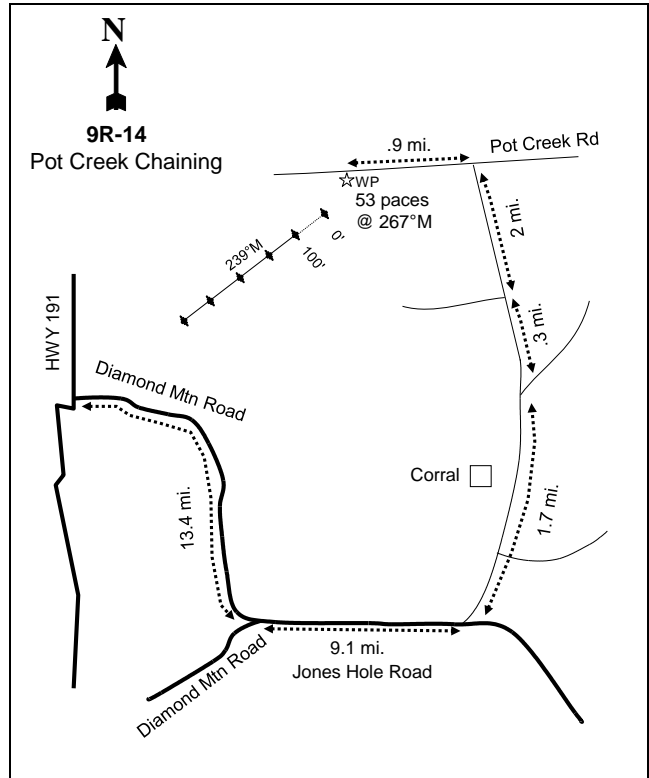 N
9R-14
Pot Creek Chaining
.9 mi.
Pot Creek Rd
WP
53 paces
@ 267°M
2 mi.
239°M
0'
100'
.3 mi.
HWY 191
Diamond Mtn Road
Corral
1.7 mi.
13.4 mi.
9.1 mi.
Jones Hole Road
Diamond Mtn Road